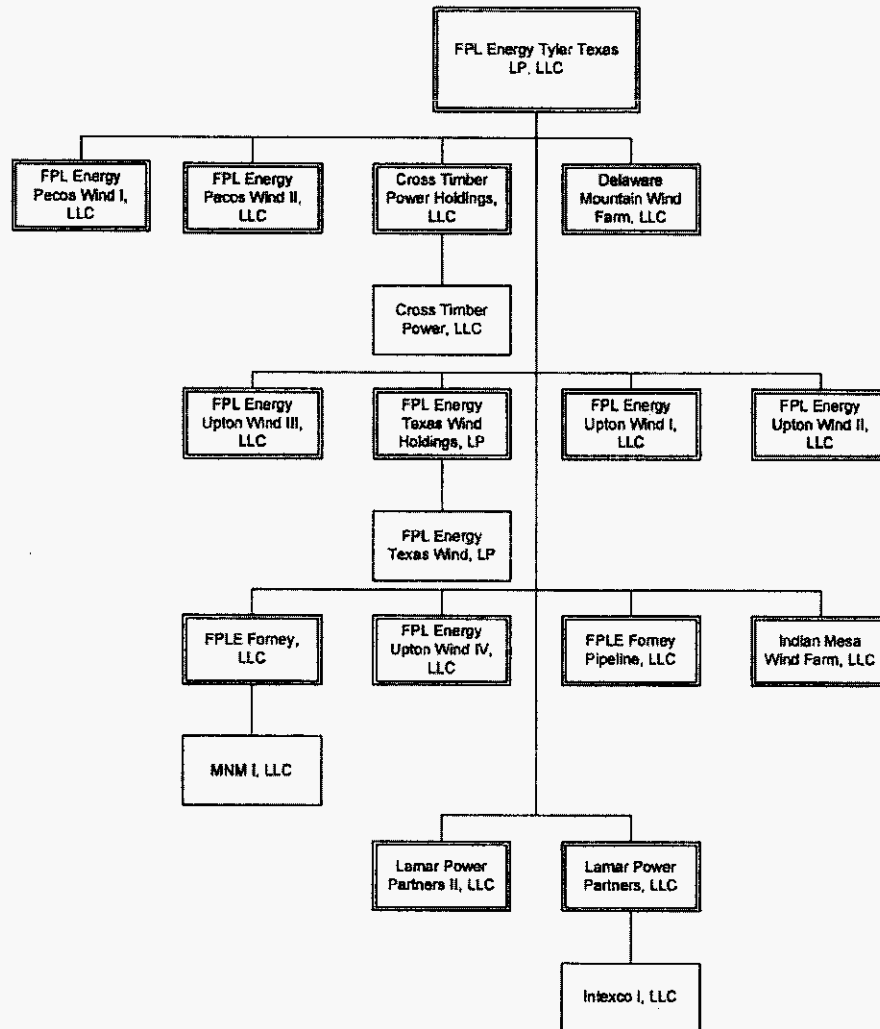 FPL Energy Tyler Texas
LP, LLC
FPL Energy
Pecos Wind I,
LLC
FPL Energy
Pecos Wind II,
LLC
Cross Timber
Power Holdings,
LLC
Delaware
Mountain Wind
Farm, LLC
Cross Timber
Power, LLC
FPL Energy
Upton Wind III,
LLC
FPL Energy
Texas Wind
Holdings, LP
FPL Energy
Upton Wind I,
LLC
FPL Energy
Upton Wind II,
LLC
FPL Energy
Texas Wind, LP
FPLE Forney,
LLC
FPL Energy
Upton Wind IV,
LLC
FPLE Forney
Pipeline, LLC
Indian Mesa
Wind Farm, LLC
MNM I, LLC
Lamar Power
Partners II, LLC
Lamar Power
Partners, LLC
Intexco I, LLC